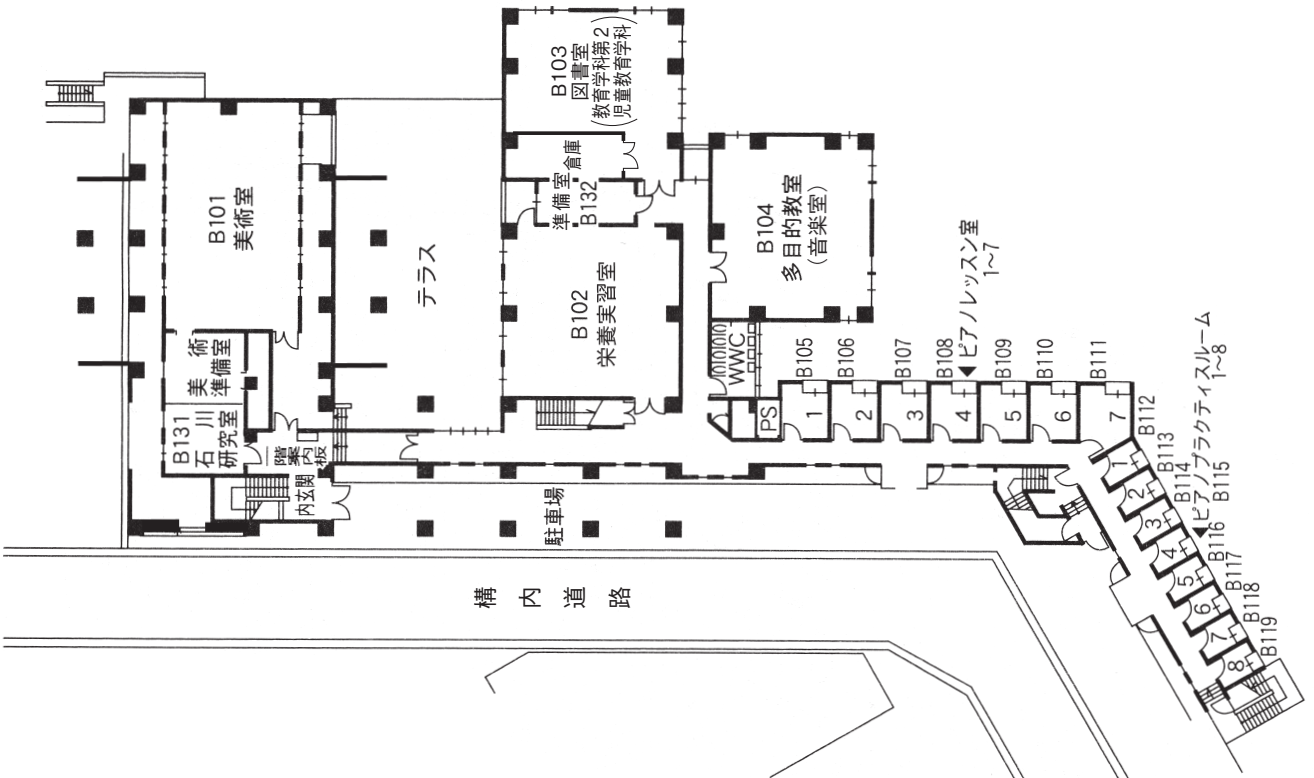 B101
美術室
美術
準備室
B131
石川
研究室
階案内板
内玄関
テラス
駐車場
構内道路
B103
図書室
(教育学科第2
児童教育学科)
倉庫
準備室
B132
B102
栄養実習室
B104
多目的教室
(音楽室)
WWC
PS
1
2
3
4
5
6
7
B105
B106
B107
B108
B109
B110
B111
◀ピアノレッスン室
1〜7
1
2
3
4
5
6
7
8
B112
B113
B114
B115
B116
B117
B118
B119
◀ピアノプラクティスルーム
1〜8